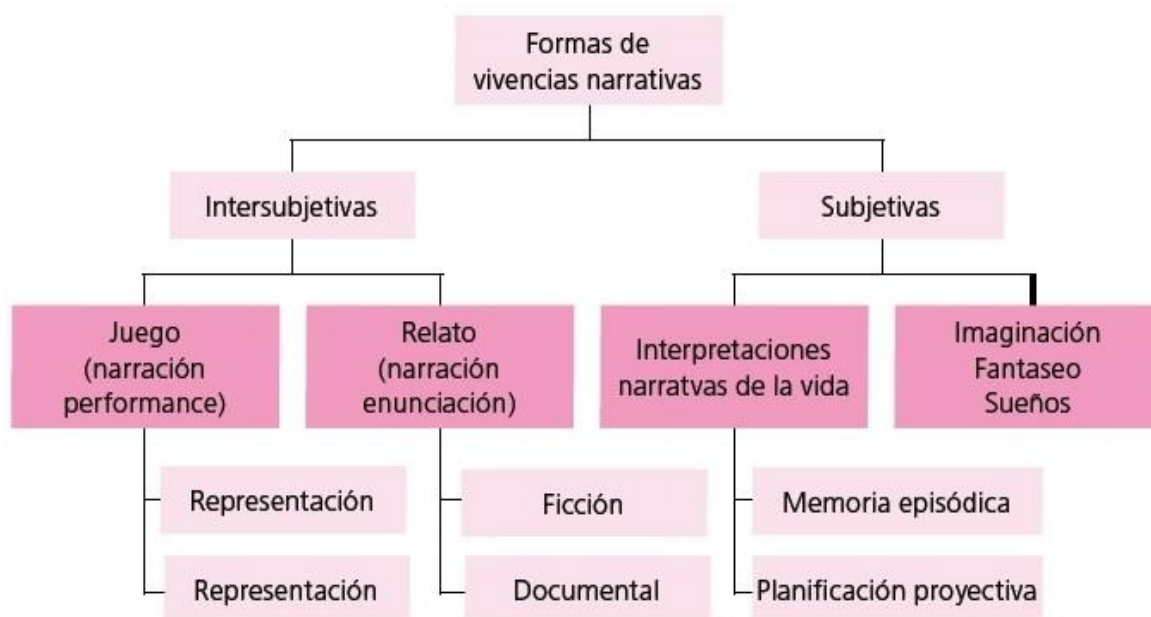 Formas de
vivencias narrativas
Intersubjetivas
Subjetivas
Juego
(narración
performance)
Relato
(narración
enunciación)
Interpretaciones
narratvas de la vida
Imaginación
Fantaseo
Sueños
Representación
Ficción
Memoria episódica
Representación
Documental
Planificación proyectiva